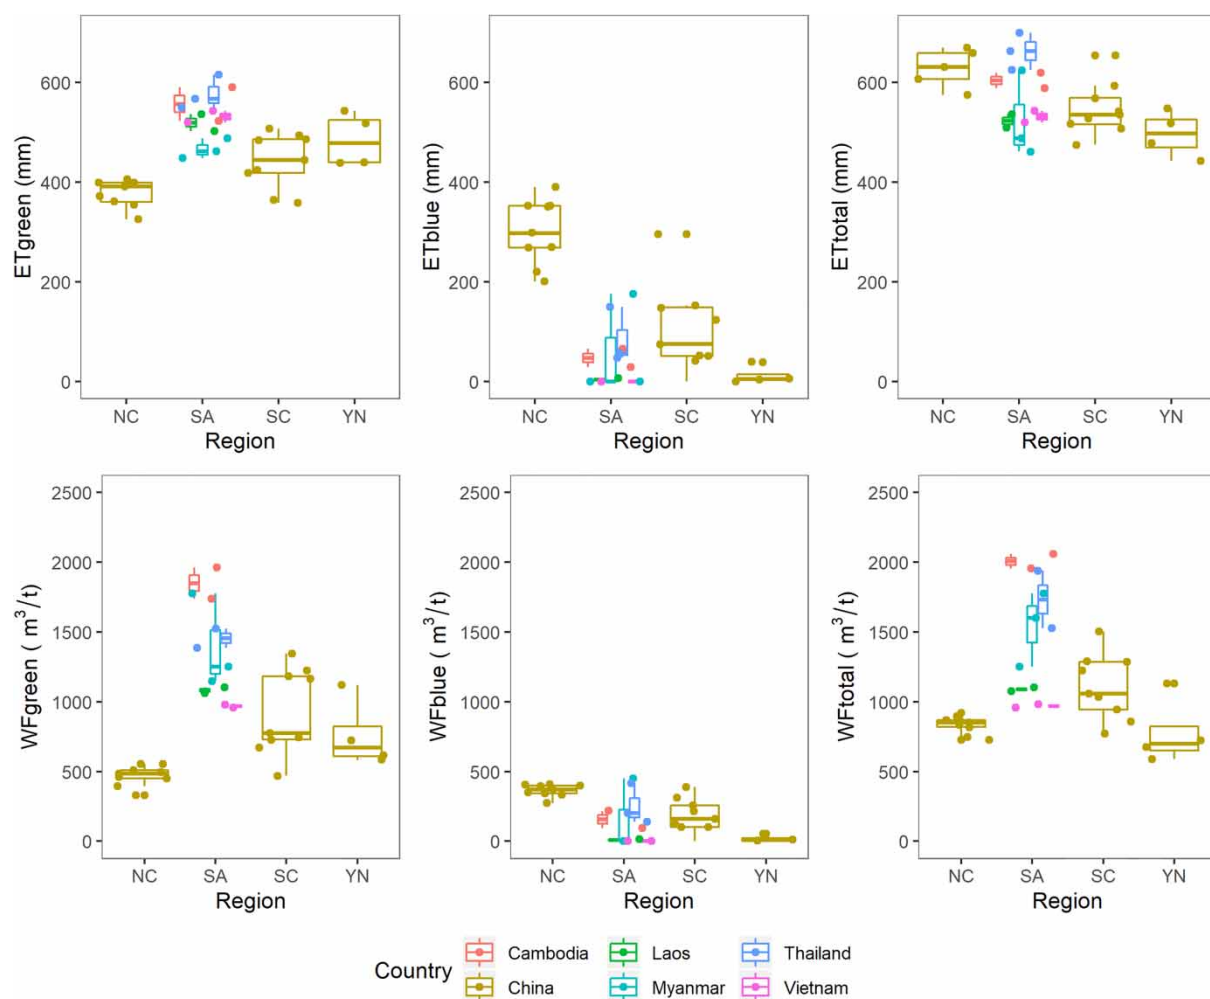 ETgreen (mm)
600
400
200
0
NC SA SC YN
Region
ETblue (mm)
600
400
200
0
NC SA SC YN
Region
ETtotal (mm)
600
400
200
0
NC SA SC YN
Region
WFgreen ( m³/t)
2500
2000
1500
1000
500
0
NC SA SC YN
Region
WFblue ( m³/t)
2500
2000
1500
1000
500
0
NC SA SC YN
Region
WFtotal ( m³/t)
2500
2000
1500
1000
500
0
NC SA SC YN
Region
Country
Cambodia Laos Thailand
China Myanmar Vietnam